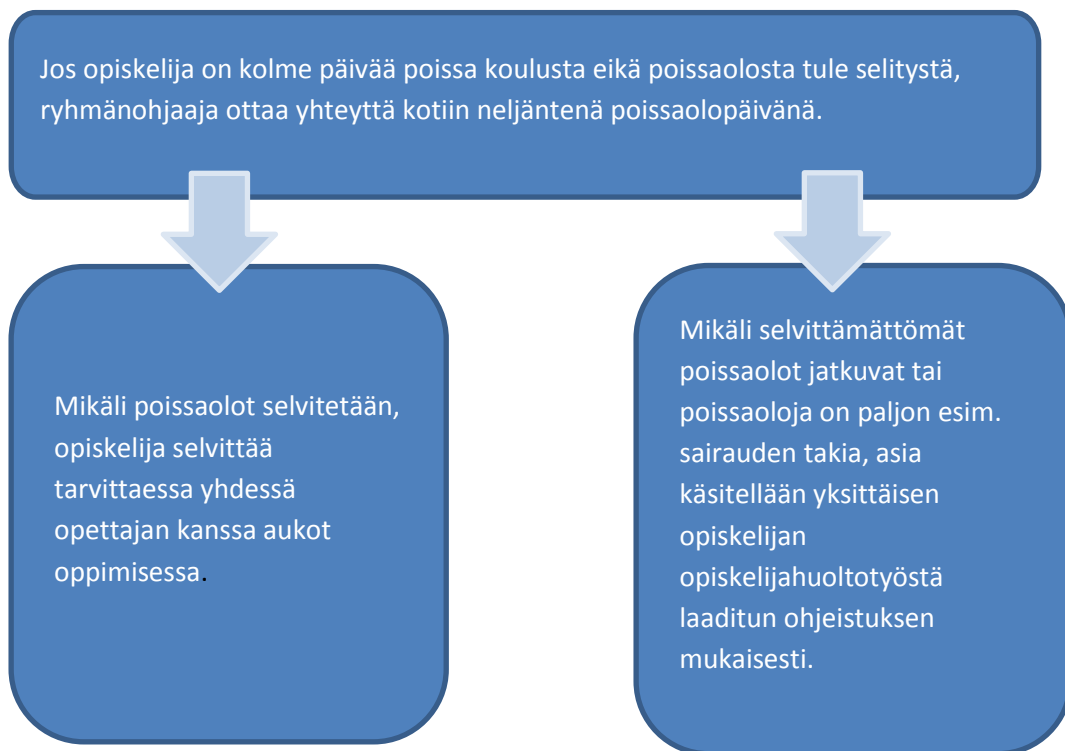 Jos opiskelija on kolme päivää poissa koulusta eikä poissaolosta tule selitystä,
ryhmänohjaaja ottaa yhteyttä kotiin neljäntenä poissaolopäivänä.
Mikäli poissaolot selvitetään,
opiskelija selvittää
tarvittaessa yhdessä
opettajan kanssa aukot
oppimisessa.
Mikäli selvittämättömät
poissaolot jatkuvat tai
poissaoloja on paljon esim.
sairauden takia, asia
käsitellään yksittäisen
opiskelijan
opiskelijahuoltotyöstä
laaditun ohjeistuksen
mukaisesti.